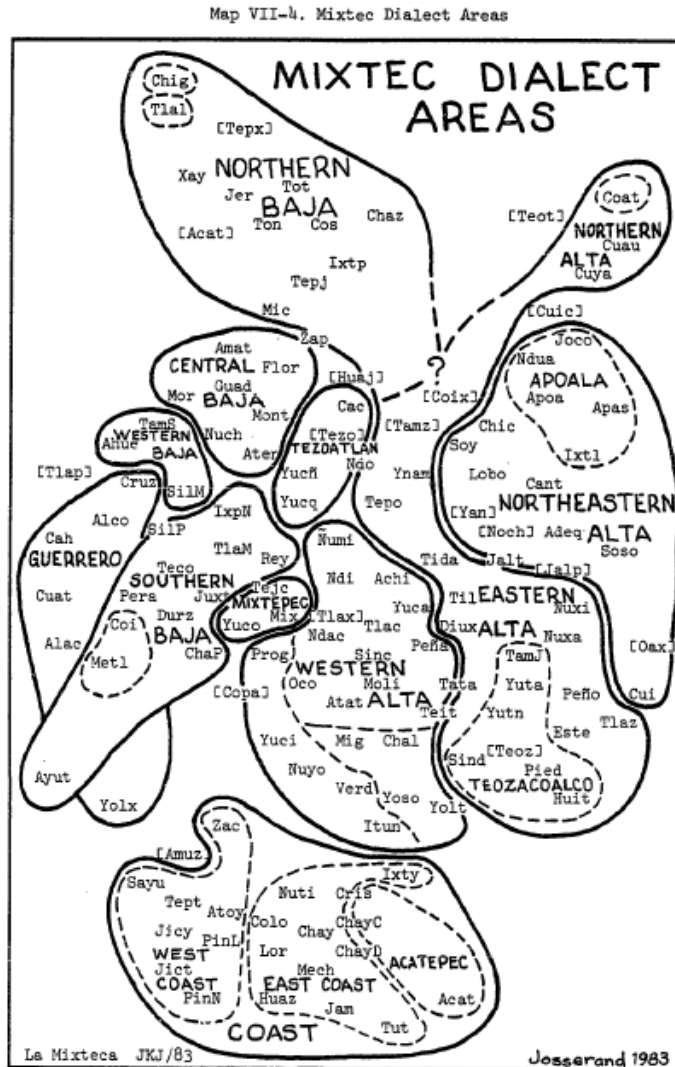 Map VII-4. Mixtec Dialect Areas
MIXTEC DIALECT
AREAS
Chig
Tlal
[Tepx]
NORTHERN
Xay
Tot
Jer
BAJA
Chaz
[Acat]
Ton
Cos
Ixtp
Tepj
Mic
Zap
Coat
[Teot]
NORTHERN
Cuau
ALTA
Cuya
[Cuic]
?
Amat
CENTRAL
Flor
Guad
Mor
BAJA
Mont
Nuch
Aten
[Huaj]
Cac
[Tezo]
TEZOATLAN
Ndo
Yucñ
Yucq
[Coix]
[Tamz]
Ynam
Tepo
Joco
Ndua
APOALA
Apoa
Apas
Ixtl
Chic
Soy
Lobo
Cant
NORTHEASTERN
[Yan]
[Noch]
Adeq
ALTA
Soso
Jalt
[Jalp]
[Oax]
Cui
TamS
WESTERN
Ahue
BAJA
SilM
[Tlap]
Cruz
Alco
SilP
Cah
GUERRERO
Cuat
Alac
Yolx
IxpN
TlaM
Rey
Teco
SOUTHERN
Pera
Juxt
Durz
Coi
BAJA
Metl
ChaP
Ayut
Tejc
MIXTEPEC
Yuco
Mix
Ñumi
Ndi
Achi
Tida
[Tlax]
Yuca
Ndac
Tlac
Diux
Peña
Prog
Sinc
WESTERN
[Copa]
Oco
Moli
Tata
Atat
ALTA
Teit
Yuci
Mig
Chal
Nuyo
Verd
Yoso
Yolt
Itun
Til
EASTERN
Nuxi
ALTA
Nuxa
TamJ
Yuta
Peño
Yutn
Tlaz
Este
[Teoz]
Sind
Pied
TEOZACOALCO
Huit
Zac
[Amuz]
Sayu
Tept
Atoy
Jicy
PinL
WEST
Jict
COAST
PinN
Ixty
Nuti
Cris
Colo
ChayC
Chay
Lor
ChayD
Mech
EAST COAST
Huaz
Jam
Tut
ACATEPEC
Acat
COAST
La Mixteca JKJ/83
Josserand 1983